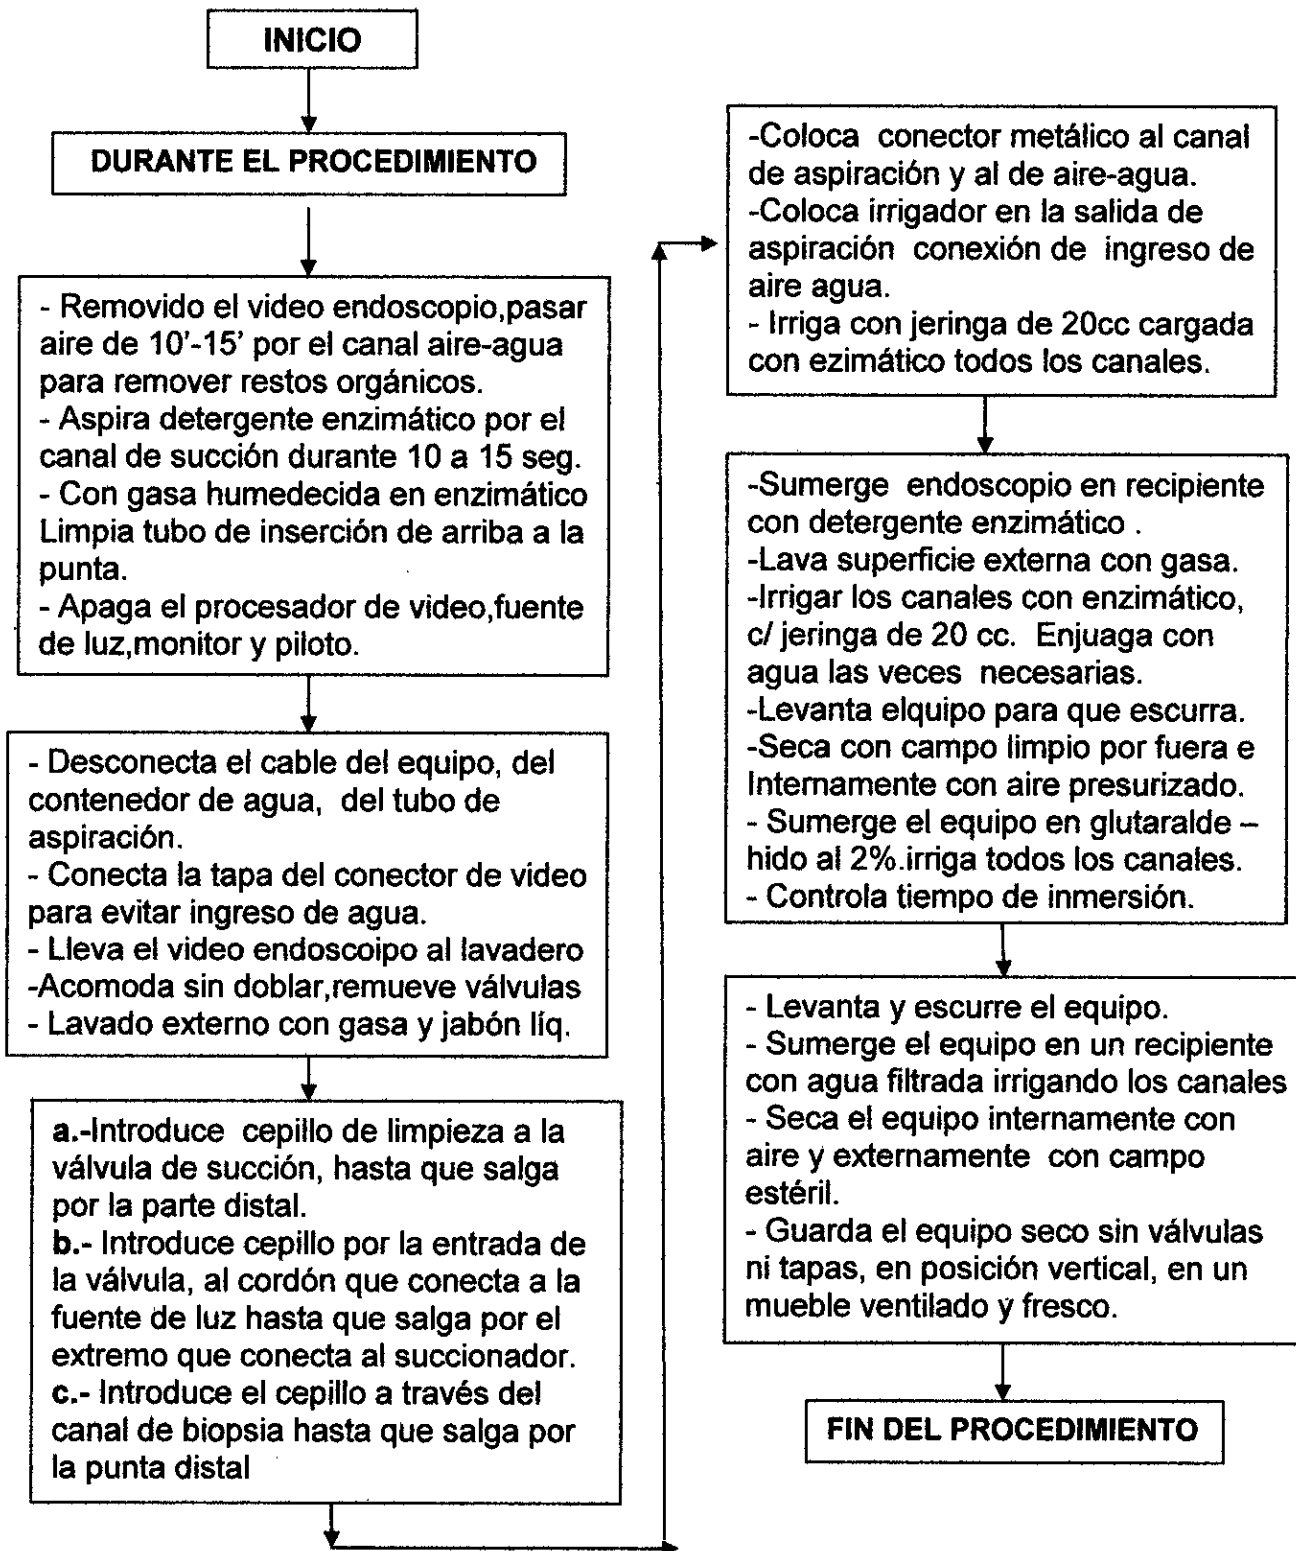 INICIO
DURANTE EL PROCEDIMIENTO
- Removido el video endoscopio,pasar
aire de 10'-15' por el canal aire-agua
para remover restos orgánicos.
- Aspira detergente enzimático por el
canal de succión durante 10 a 15 seg.
- Con gasa humedecida en enzimático
Limpia tubo de inserción de arriba a la
punta.
- Apaga el procesador de video,fuente
de luz,monitor y piloto.
- Desconecta el cable del equipo, del
contenedor de agua, del tubo de
aspiración.
- Conecta la tapa del conector de video
para evitar ingreso de agua.
- Lleva el video endoscoipo al lavadero
-Acomoda sin doblar,remueve válvulas
- Lavado externo con gasa y jabón líq.
a.-Introduce cepillo de limpieza a la
válvula de succión, hasta que salga
por la parte distal.
b.- Introduce cepillo por la entrada de
la válvula, al cordón que conecta a la
fuente de luz hasta que salga por el
extremo que conecta al succionador.
c.- Introduce el cepillo a través del
canal de biopsia hasta que salga por
la punta distal
-Coloca conector metálico al canal
de aspiración y al de aire-agua.
-Coloca irrigador en la salida de
aspiración conexión de ingreso de
aire agua.
- Irriga con jeringa de 20cc cargada
con ezimático todos los canales.
-Sumerge endoscopio en recipiente
con detergente enzimático .
-Lava superficie externa con gasa.
-Irrigar los canales con enzimático,
c/ jeringa de 20 cc. Enjuaga con
agua las veces necesarias.
-Levanta elquipo para que escurra.
-Seca con campo limpio por fuera e
Internamente con aire presurizado.
- Sumerge el equipo en glutaralde –
hido al 2%.irriga todos los canales.
- Controla tiempo de inmersión.
- Levanta y escurre el equipo.
- Sumerge el equipo en un recipiente
con agua filtrada irrigando los canales
- Seca el equipo internamente con
aire y externamente con campo
estéril.
- Guarda el equipo seco sin válvulas
ni tapas, en posición vertical, en un
mueble ventilado y fresco.
FIN DEL PROCEDIMIENTO